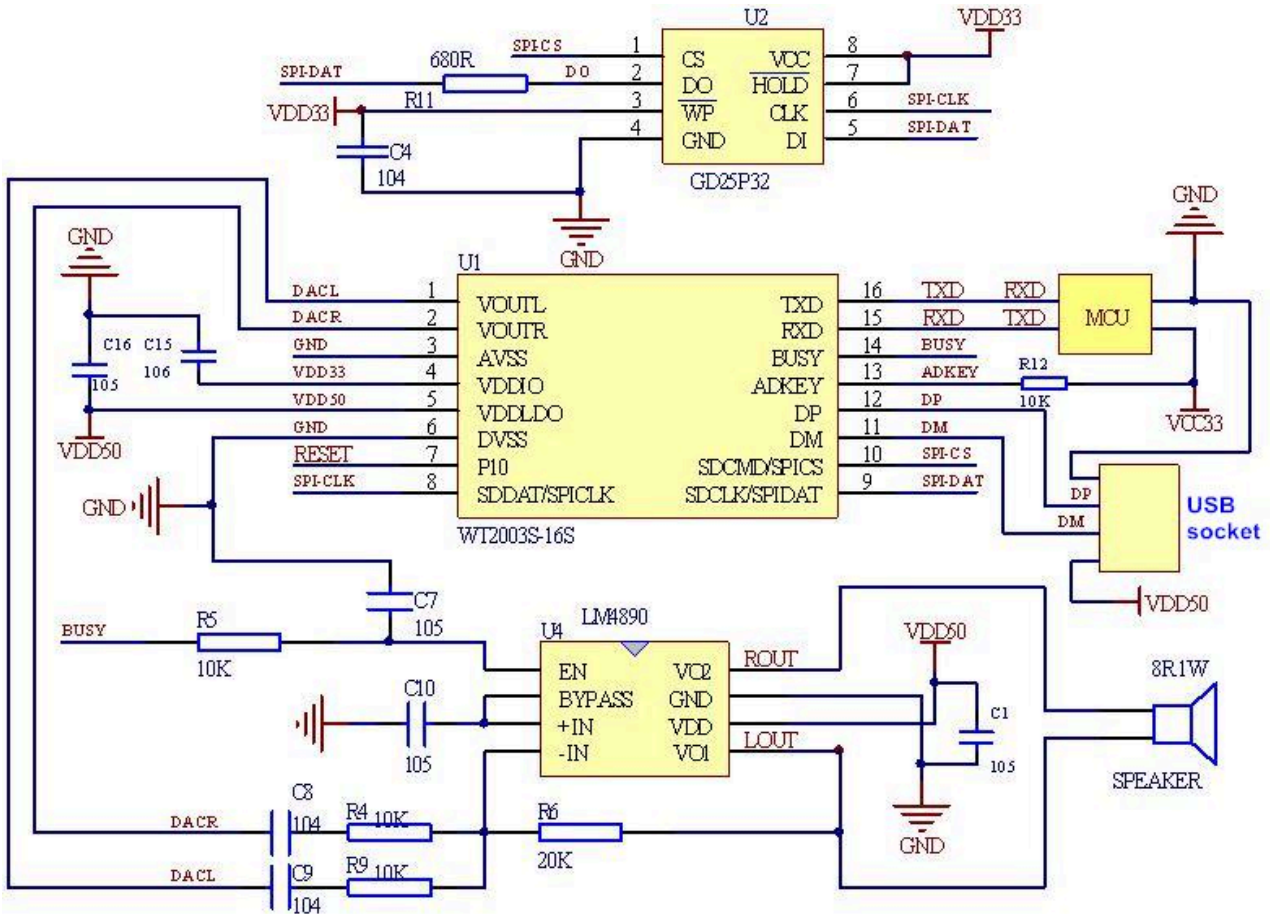 U2
VDD33
SPI-CS 1 CS VCC 8
680R
SPI-DAT DO 2 DO HOLD 7
VDD33 R11 3 WP CLK 6 SPI-CLK
4 GND DI 5 SPI-DAT
C4
104
GD25P32
GND
GND
GND
U1
DACL 1 VOUTL TXD 16 TXD RXD
DACR 2 VOUTR RXD 15 RXD TXD
MCU
GND 3 AVSS BUSY 14 BUSY
C16 C15
105 106
VDD33 4 VDDIO ADKEY 13 ADKEY R12
10K
VDD50 5 VDDLDO DP 12 DP
VCC33
VDD50
GND 6 DVSS DM 11 DM
RESET 7 P10 SDCMD/SPICS 10 SPI-CS
SPI-CLK 8 SDDAT/SPICLK SDCLK/SPIDAT 9 SPI-DAT
GND
DP
DM
USB
socket
WT2003S-16S
VDD50
C7
105
R5
BUSY
10K
LM4890
U4
VDD50
EN VO2 ROUT
BYPASS GND
+IN VDD
-IN VO1 LOUT
C10
105
C1
105
8R1W
SPEAKER
C8
DACR 104 R4 10K
R6
20K
GND
DACL C9 R9 10K
104